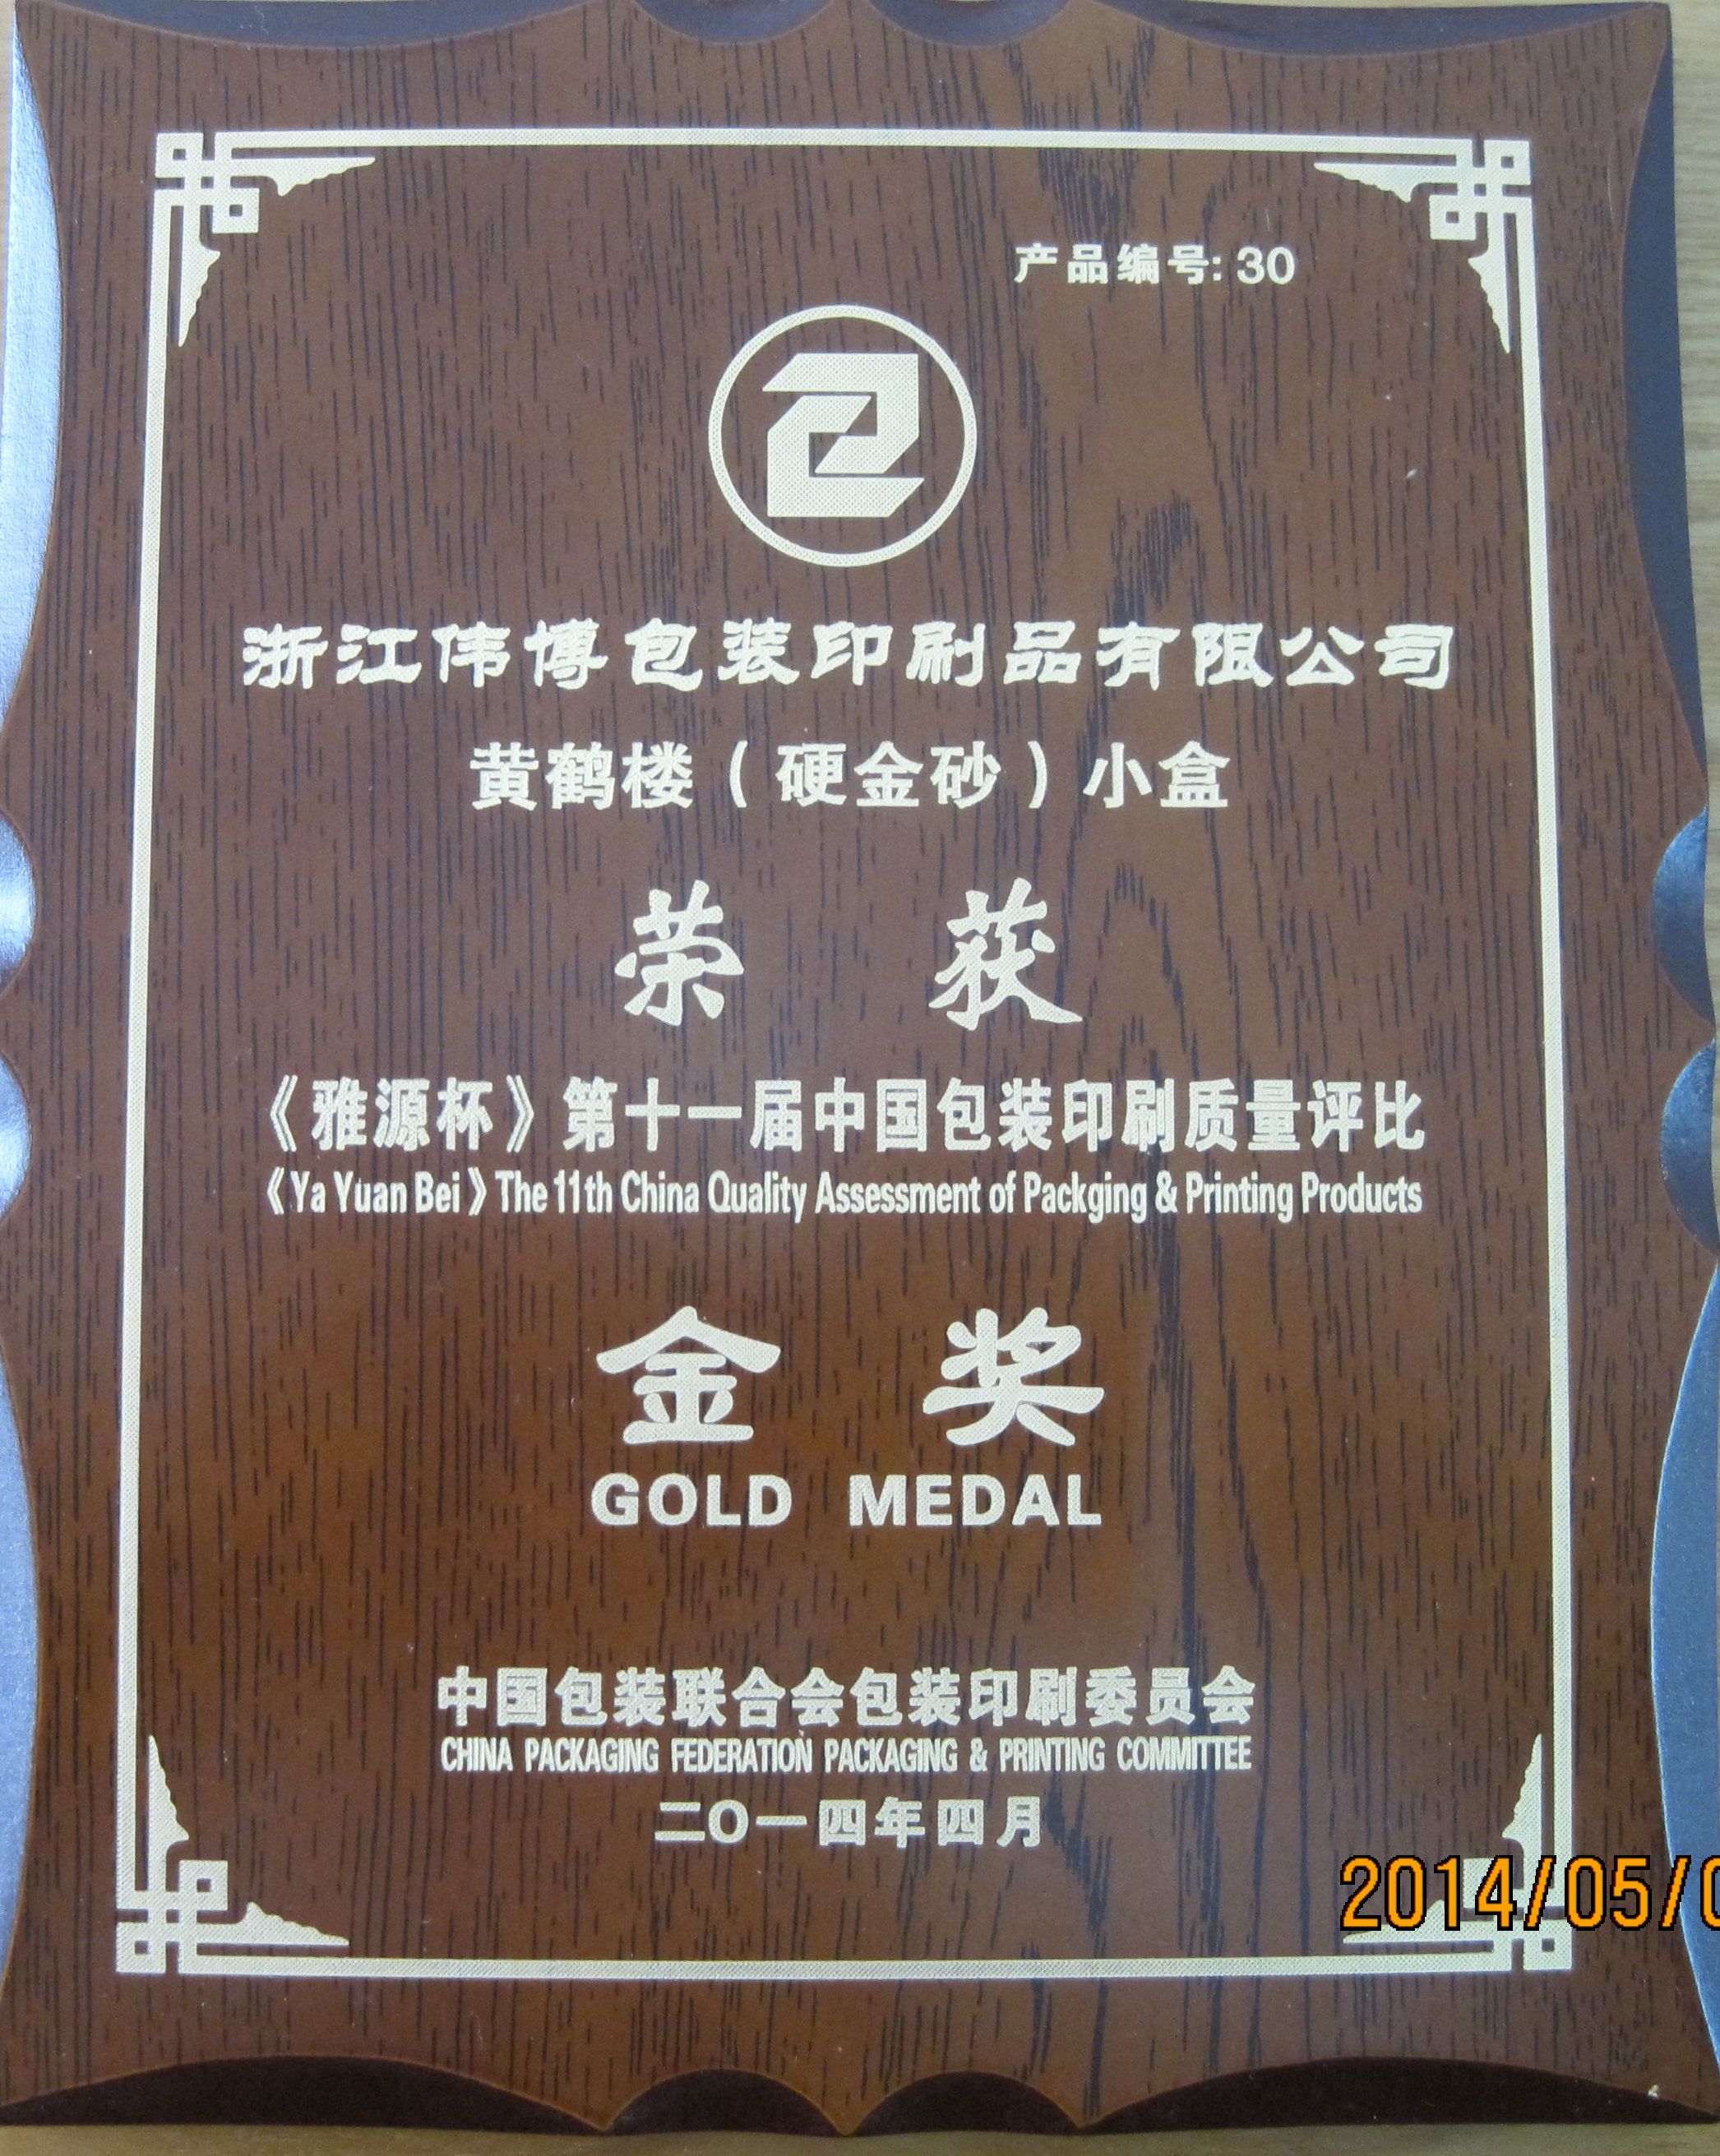 产品编号: 30
浙江伟博包装印刷品有限公司
黄鹤楼（硬金砂）小盒
荣获
《雅源杯》第十一届中国包装印刷质量评比
《Ya Yuan Bei》The 11th China Quality Assessment of Packging & Printing Products
金奖
GOLD MEDAL
中国包装联合会包装印刷委员会
CHINA PACKAGING FEDERATION PACKAGING & PRINTING COMMITTEE
二O一四年四月
2014/05/0